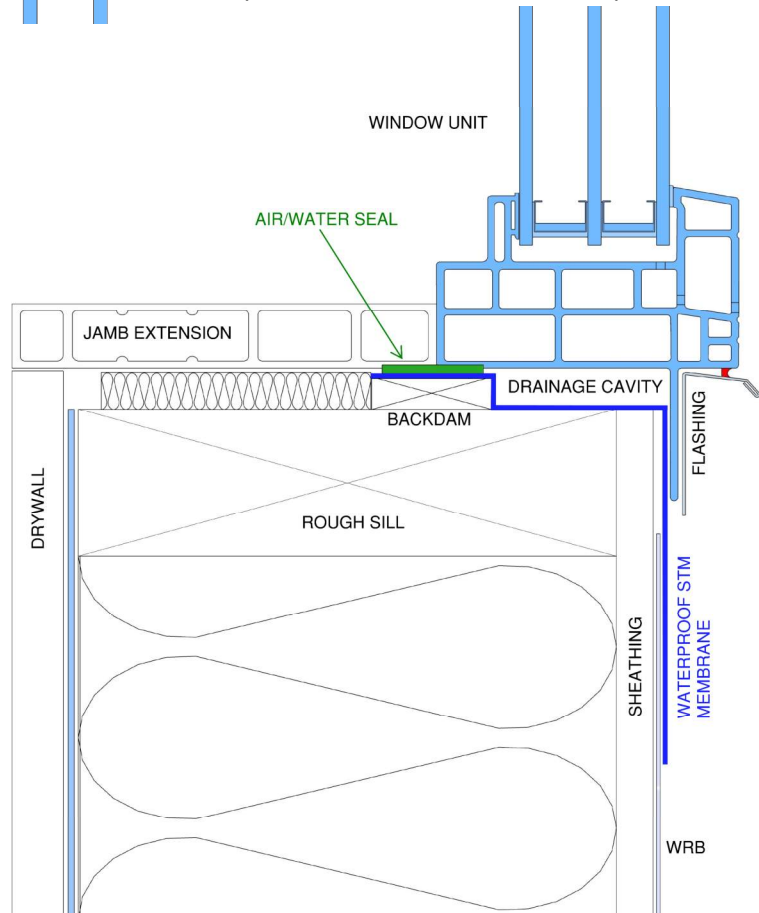 WINDOW UNIT
AIR/WATER SEAL
JAMB EXTENSION
DRAINAGE CAVITY
BACKDAM
FLASHING
DRYWALL
ROUGH SILL
WATERPROOF STM
MEMBRANE
SHEATHING
WRB